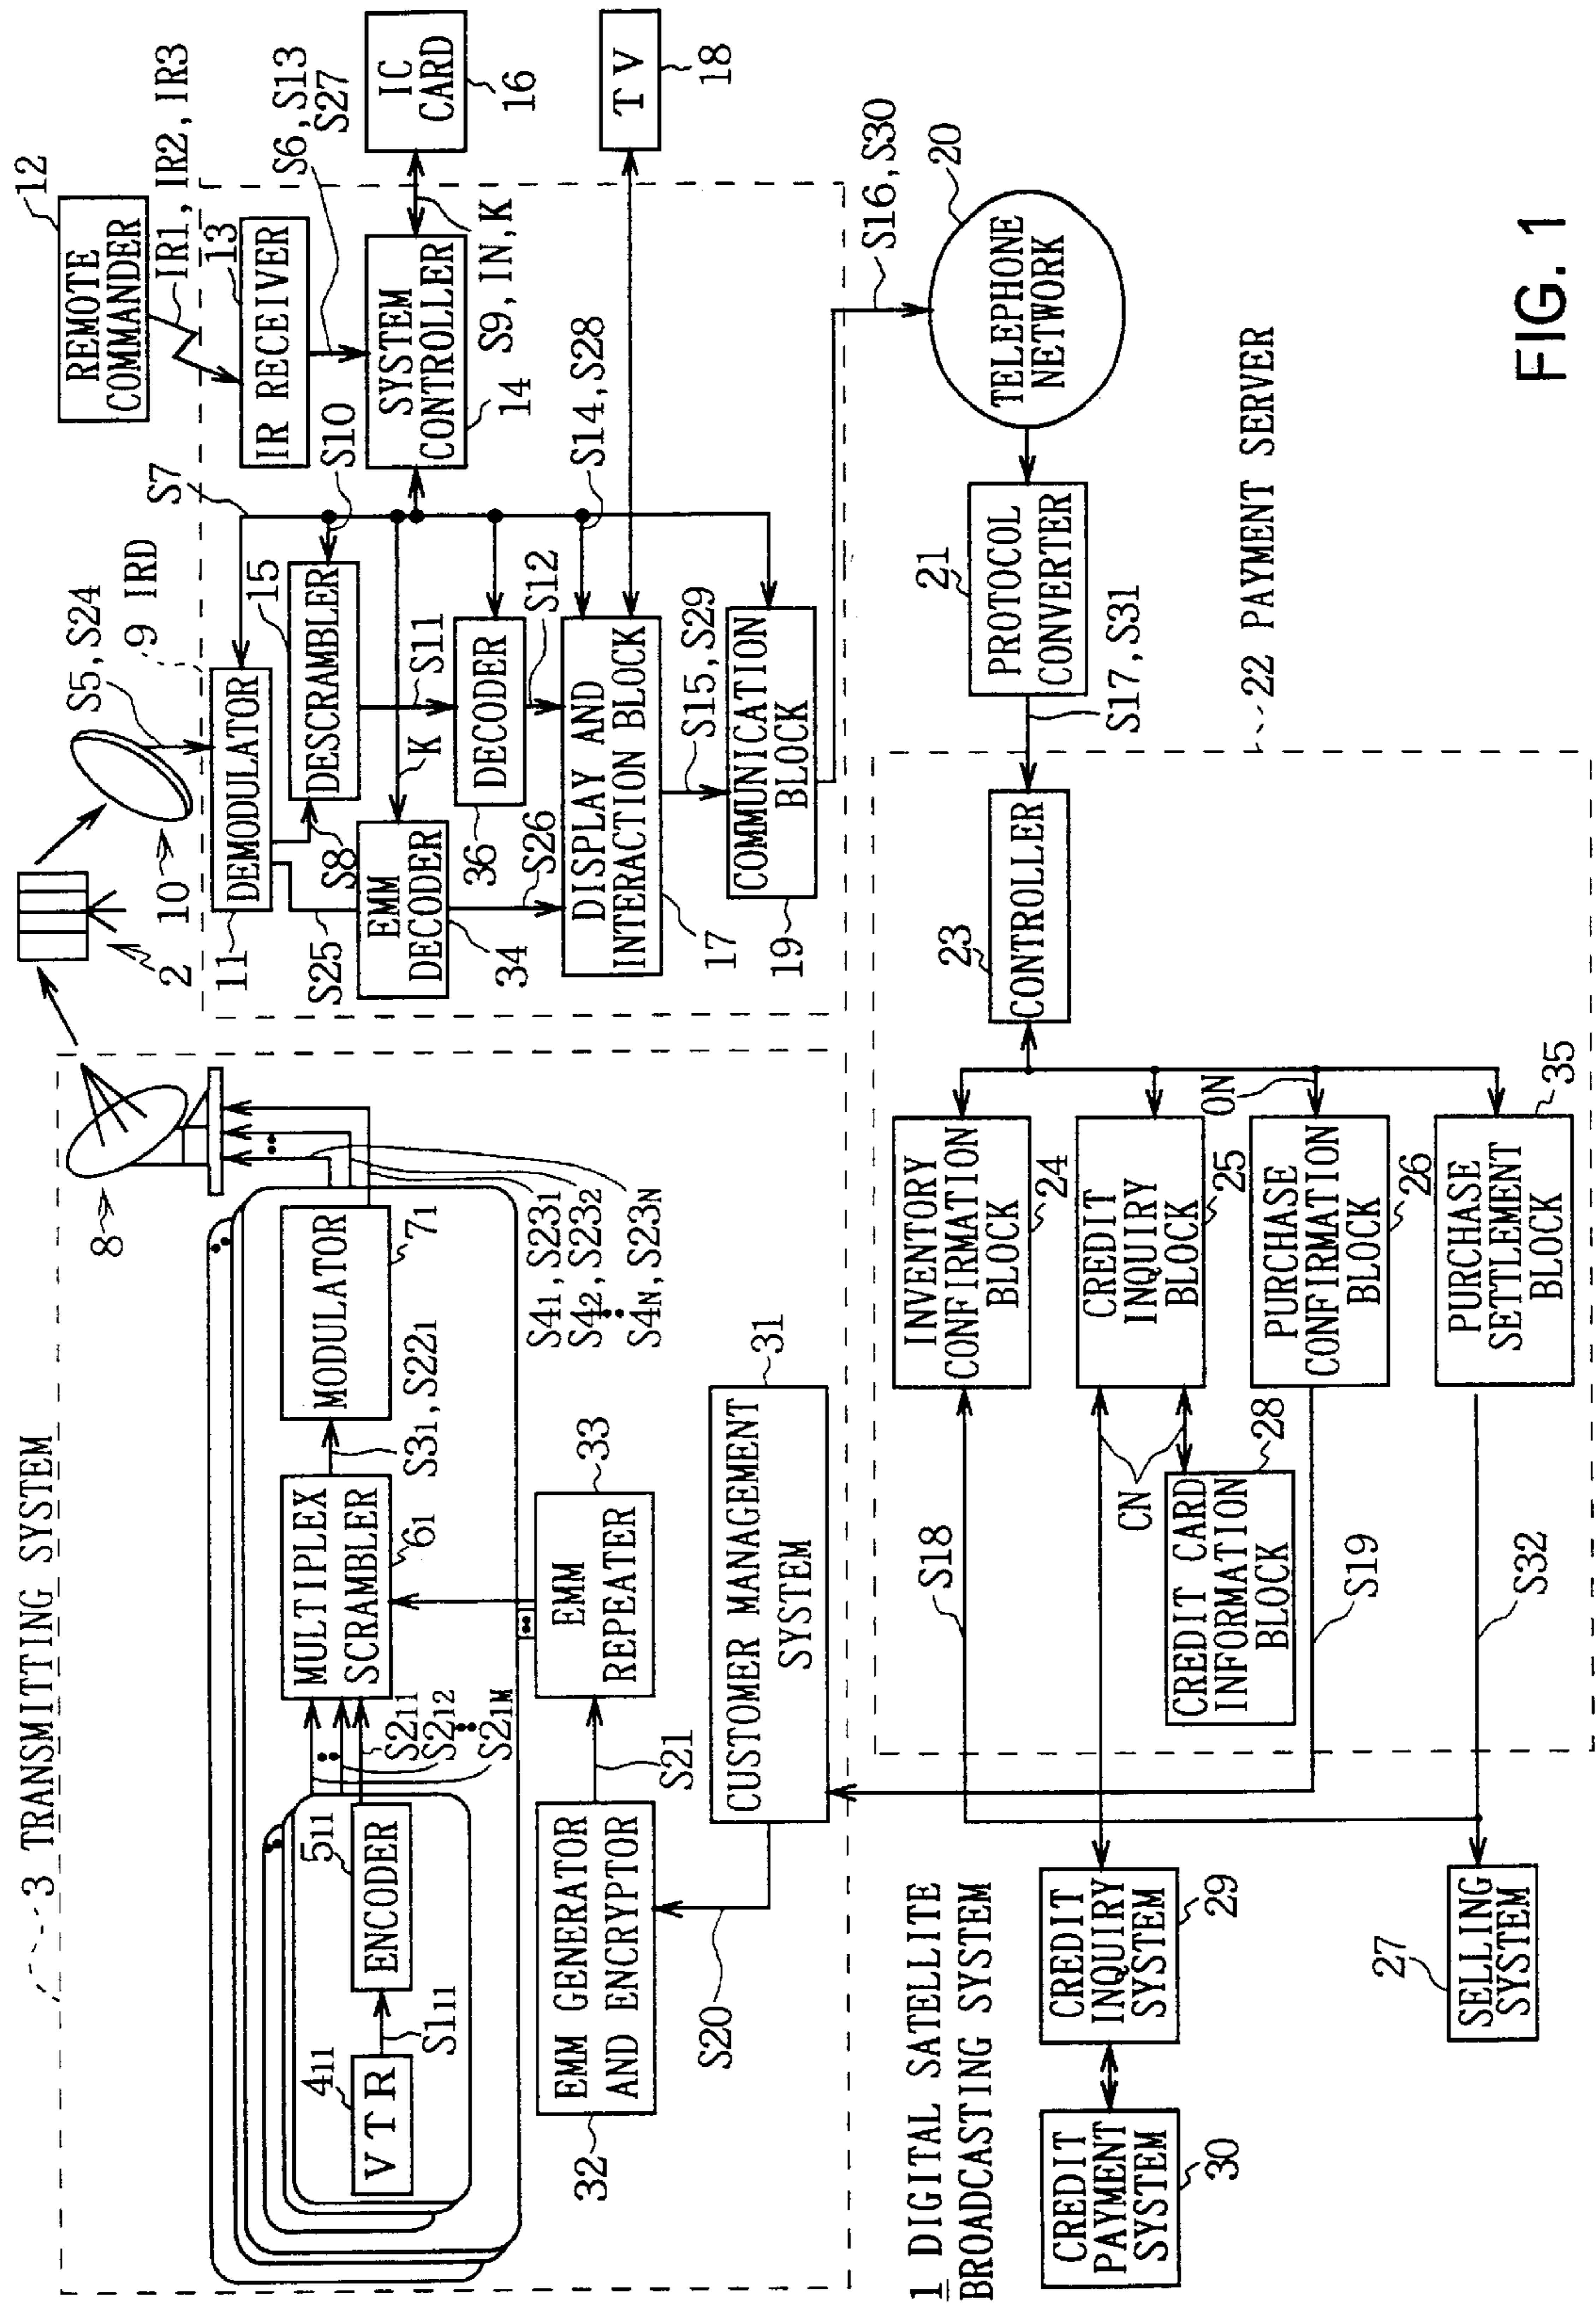 3 TRANSMITTING SYSTEM
8
4₁₁
VTR
S1₁₁
5₁₁
ENCODER
S2₁₁
S2₁₂
S2₁M
MULTIPLEX
SCRAMBLER
6₁
S3₁, S22₁
MODULATOR
7₁
S4₁, S23₁
S4₂, S23₂
S4N, S23N
32
EMM GENERATOR
AND ENCRYPTOR
S21
EMM
REPEATER
33
S20
CUSTOMER MANAGEMENT
SYSTEM
31
2
10
S5, S24
9 IRD
S7
12
REMOTE
COMMANDER
IR1, IR2, IR3
11
DEMODULATOR
15
DESCRAMBLER
S10
13
IR RECEIVER
S6, S13
S27
S25
S8
EMM
DECODER
34
K
S11
SYSTEM
CONTROLLER
14
S9, IN, K
IC
CARD
16
36
DECODER
S12
S26
S14, S28
DISPLAY AND
INTERACTION BLOCK
17
TV
18
S15, S29
COMMUNICATION
BLOCK
19
S16, S30
20
TELEPHONE
NETWORK
21
PROTOCOL
CONVERTER
S17, S31
22 PAYMENT SERVER
23
CONTROLLER
INVENTORY
CONFIRMATION
BLOCK
24
CREDIT
INQUIRY
BLOCK
25
ON
PURCHASE
CONFIRMATION
BLOCK
26
PURCHASE
SETTLEMENT
BLOCK
35
S18
CN
CREDIT CARD
INFORMATION
BLOCK
28
S19
S32
1 DIGITAL SATELLITE
BROADCASTING SYSTEM
CREDIT
PAYMENT
SYSTEM
30
CREDIT
INQUIRY
SYSTEM
29
27
SELLING
SYSTEM
FIG. 1